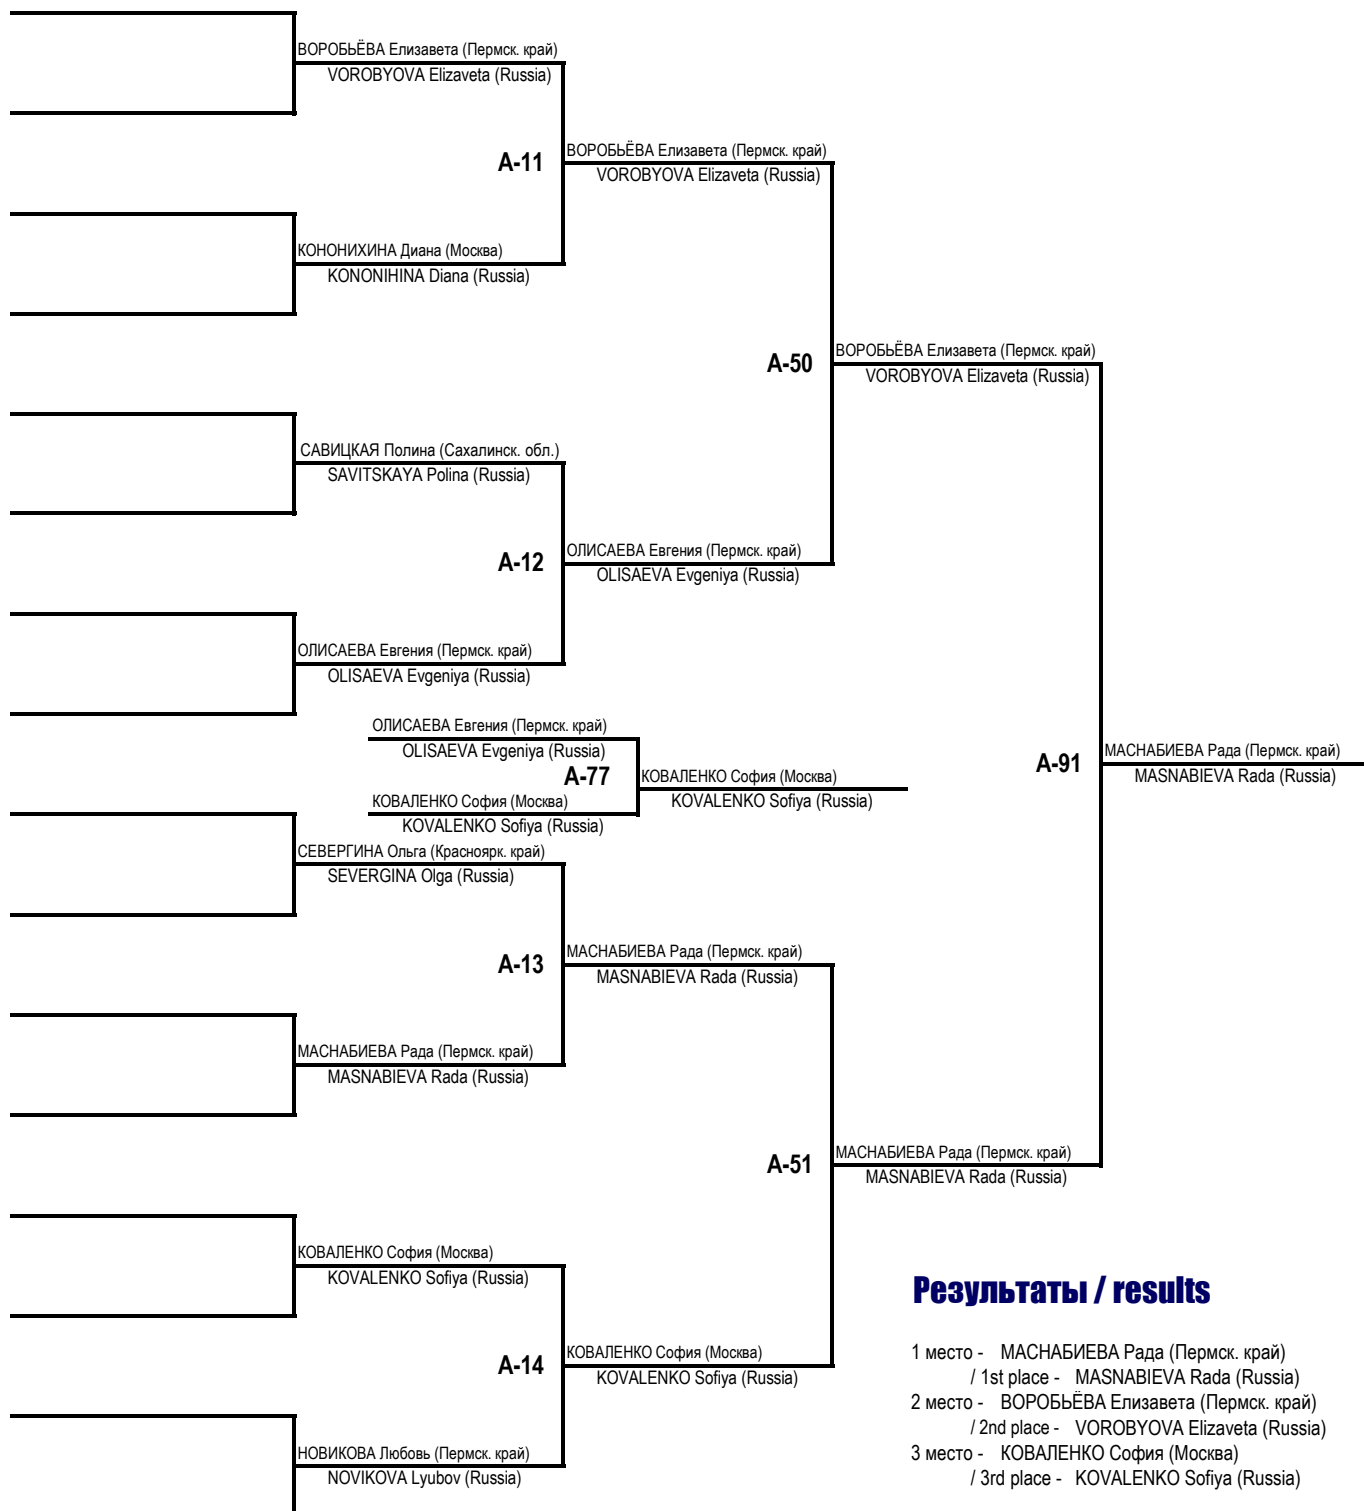 ВОРОБЬЁВА Елизавета (Пермск. край)
VOROBYOVA Elizaveta (Russia)
A-11
ВОРОБЬЁВА Елизавета (Пермск. край)
VOROBYOVA Elizaveta (Russia)
КОНОНИХИНА Диана (Москва)
KONONIHINA Diana (Russia)
A-50
ВОРОБЬЁВА Елизавета (Пермск. край)
VOROBYOVA Elizaveta (Russia)
САВИЦКАЯ Полина (Сахалинск. обл.)
SAVITSKAYA Polina (Russia)
A-12
ОЛИСАЕВА Евгения (Пермск. край)
OLISAEVA Evgeniya (Russia)
ОЛИСАЕВА Евгения (Пермск. край)
OLISAEVA Evgeniya (Russia)
ОЛИСАЕВА Евгения (Пермск. край)
OLISAEVA Evgeniya (Russia)
A-77
КОВАЛЕНКО София (Москва)
KOVALENKO Sofiya (Russia)
КОВАЛЕНКО София (Москва)
KOVALENKO Sofiya (Russia)
A-91
МАСНАБИЕВА Рада (Пермск. край)
MASNABIEVA Rada (Russia)
СЕВЕРГИНА Ольга (Красноярк. край)
SEVERGINA Olga (Russia)
A-13
МАСНАБИЕВА Рада (Пермск. край)
MASNABIEVA Rada (Russia)
МАСНАБИЕВА Рада (Пермск. край)
MASNABIEVA Rada (Russia)
A-51
МАСНАБИЕВА Рада (Пермск. край)
MASNABIEVA Rada (Russia)
КОВАЛЕНКО София (Москва)
KOVALENKO Sofiya (Russia)
A-14
КОВАЛЕНКО София (Москва)
KOVALENKO Sofiya (Russia)
НОВИКОВА Любовь (Пермск. край)
NOVIKOVA Lyubov (Russia)
Результаты / results
1 место - МАСНАБИЕВА Рада (Пермск. край)
/ 1st place - MASNABIEVA Rada (Russia)
2 место - ВОРОБЬЁВА Елизавета (Пермск. край)
/ 2nd place - VOROBYOVA Elizaveta (Russia)
3 место - КОВАЛЕНКО София (Москва)
/ 3rd place - KOVALENKO Sofiya (Russia)